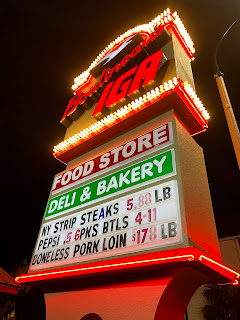 IGA
FOOD STORE
DELI & BAKERY
NY STRIP STEAKS 5.88 LB
PEPSI .5 6PKS BTLS 4-11
BONELESS PORK LOIN $178 LB